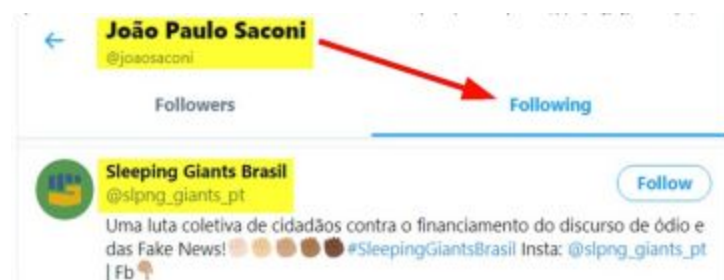 João Paulo Saconi
@joaosaconi
Followers Following
Sleeping Giants Brasil
@slpng_giants_pt
Follow
Uma luta coletiva de cidadãos contra o financiamento do discurso de ódio e
das Fake News!✊🏻✊🏼✊🏽✊🏾✊🏿 #SleepingGiantsBrasil Insta: @slpng_giants_pt
| Fb👇🏽